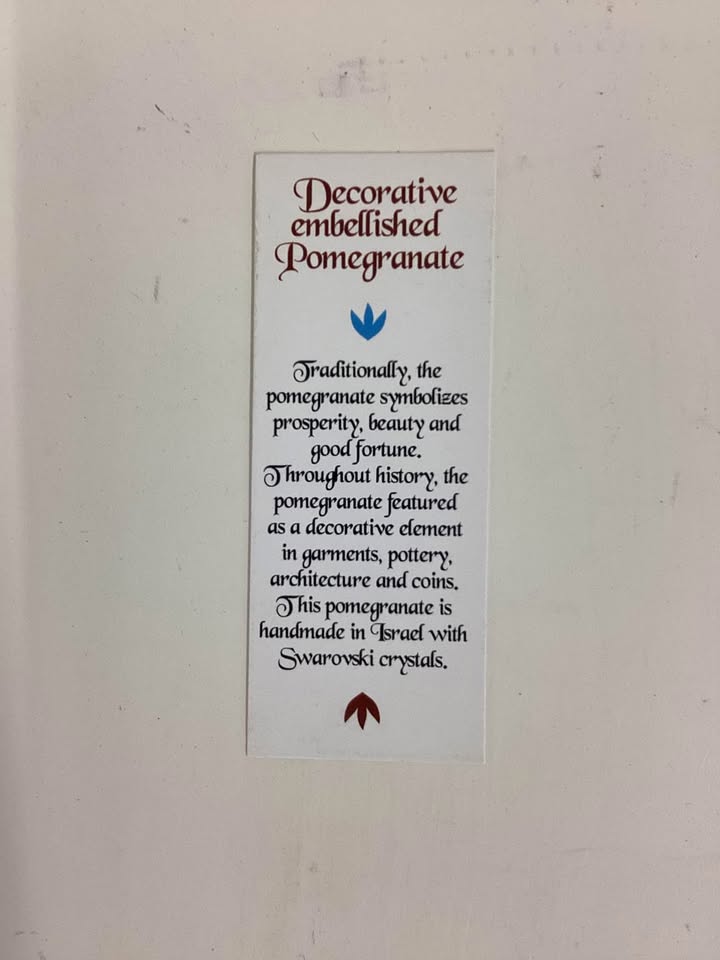 Decorative
embellished
Pomegranate
Traditionally, the
pomegranate symbolizes
prosperity, beauty and
good fortune.
Throughout history, the
pomegranate featured
as a decorative element
in garments, pottery,
architecture and coins.
This pomegranate is
handmade in Israel with
Swarovski crystals.